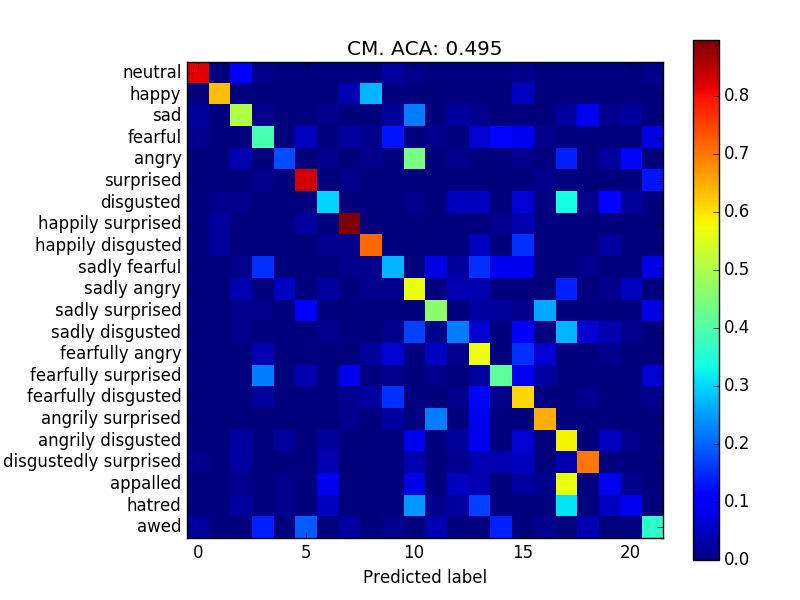 CM. ACA: 0.495
neutral
happy
sad
fearful
angry
surprised
disgusted
happily surprised
happily disgusted
sadly fearful
sadly angry
sadly surprised
sadly disgusted
fearfully angry
fearfully surprised
fearfully disgusted
angrily surprised
angrily disgusted
disgustedly surprised
appalled
hatred
awed
0 5 10 15 20
Predicted label
0.8
0.7
0.6
0.5
0.4
0.3
0.2
0.1
0.0